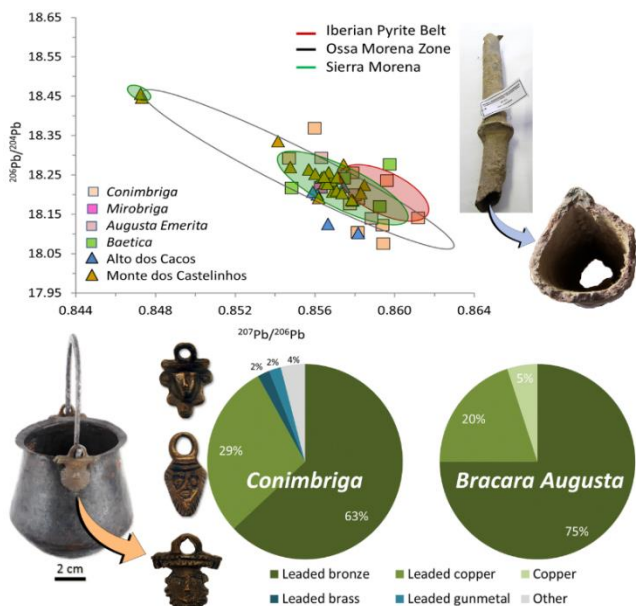 18.65
18.55
18.45
18.35
18.25
18.15
18.05
17.95
²⁰⁶Pb/²⁰⁴Pb
Iberian Pyrite Belt
Ossa Morena Zone
Sierra Morena
Conimbriga
Mirobriga
Augusta Emerita
Baetica
Alto dos Cacos
Monte dos Castelinhos
0.844 0.848 0.852 0.856 0.860 0.864
²⁰⁷Pb/²⁰⁶Pb
2 cm
2% 2% 4%
29%
Conimbriga
63%
5%
20%
Bracara Augusta
75%
Leaded bronze Leaded copper Copper
Leaded brass Leaded gunmetal Other